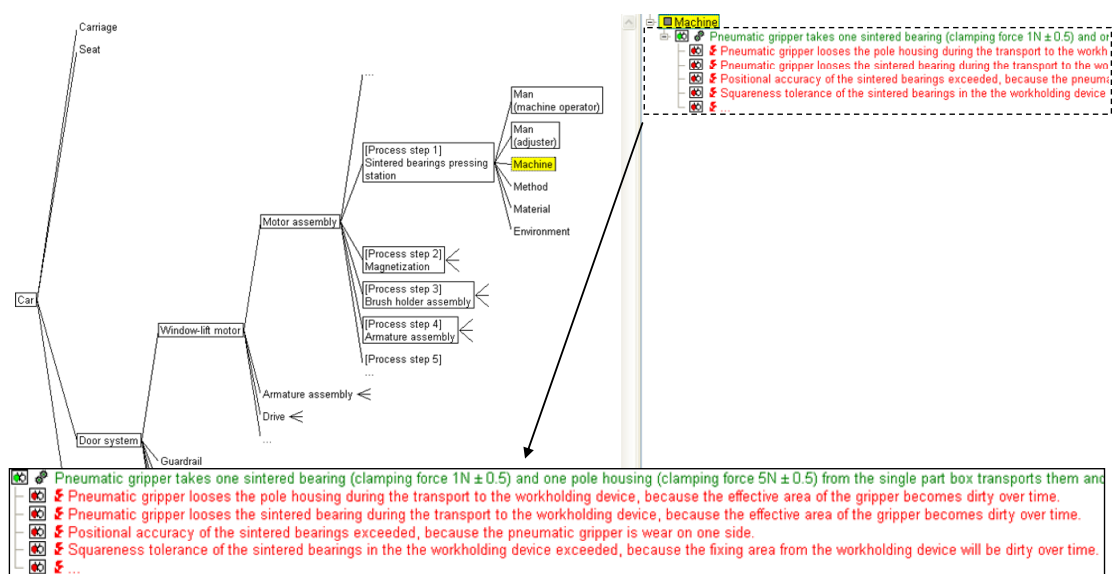 Carriage
Seat
...
Man
(machine operator)
Man
(adjuster)
[Process step 1]
Sintered bearings pressing
station
Machine
Method
Material
Environment
Motor assembly
[Process step 2]
Magnetization
[Process step 3]
Brush holder assembly
[Process step 4]
Armature assembly
[Process step 5]
...
Car
Window-lift motor
Armature assembly
Drive
...
Door system
Guardrail
Machine
Pneumatic gripper takes one sintered bearing (clamping force 1N ± 0.5) and or
Pneumatic gripper looses the pole housing during the transport to the workh
Pneumatic gripper looses the sintered bearing during the transport to the wo
Positional accuracy of the sintered bearings exceeded, because the pneuma
Squareness tolerance of the sintered bearings in the the workholding device
...
Pneumatic gripper takes one sintered bearing (clamping force 1N ± 0.5) and one pole housing (clamping force 5N ± 0.5) from the single part box transports them and
Pneumatic gripper looses the pole housing during the transport to the workholding device, because the effective area of the gripper becomes dirty over time.
Pneumatic gripper looses the sintered bearing during the transport to the workholding device, because the effective area of the gripper becomes dirty over time.
Positional accuracy of the sintered bearings exceeded, because the pneumatic gripper is wear on one side.
Squareness tolerance of the sintered bearings in the the workholding device exceeded, because the fixing area from the workholding device will be dirty over time.
...